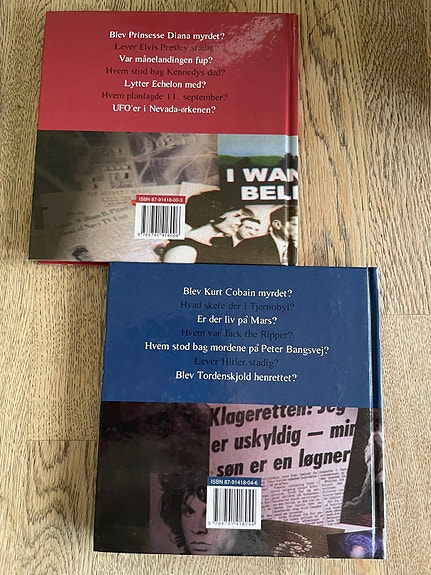 Blev Prinsesse Diana myrdet?
Lever Elvis Presley stadig?
Var månelandingen fup?
Hvem stod bag Kennedys død?
Lytter Echelon med?
Hvem planlagde 11. september?
UFO'er i Nevada-ørkenen?
I WAN
BELI
ISBN 87-91418-00-3
Blev Kurt Cobain myrdet?
Hvad skete der i Tjernobyl?
Er der liv på Mars?
Hvem var Jack the Ripper?
Hvem stod bag mordene på Peter Bangsvej?
Lever Hitler stadig?
Blev Tordenskjold henrettet?
Klageretten: Jeg
er uskyldig — min
søn er en løgner
ISBN 87-91418-04-6